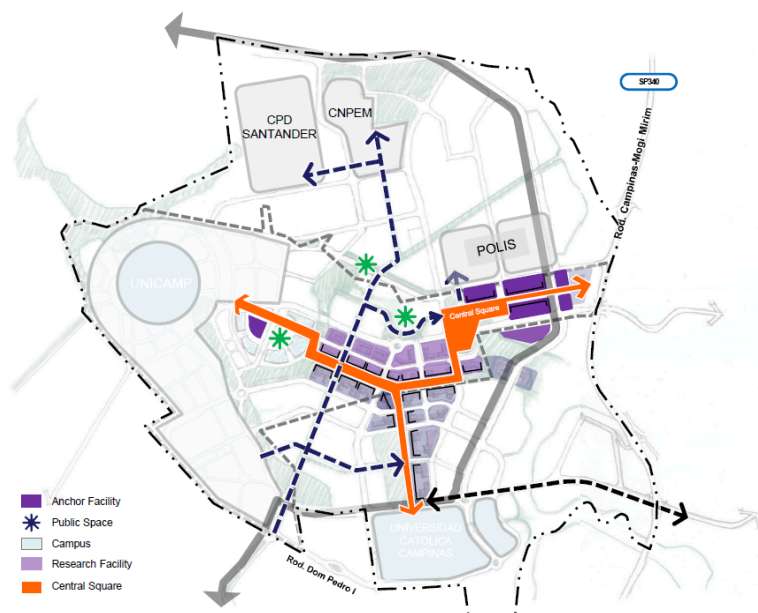 SP340
Rod. Campinas-Mogi Mirim
CNPEM
CPD
SANTANDER
POLIS
UNICAMP
Central Square
UNIVERSIDAD
CATOLICA
CAMPINAS
Rod. Dom Pedro I
Anchor Facility
Public Space
Campus
Research Facility
Central Square